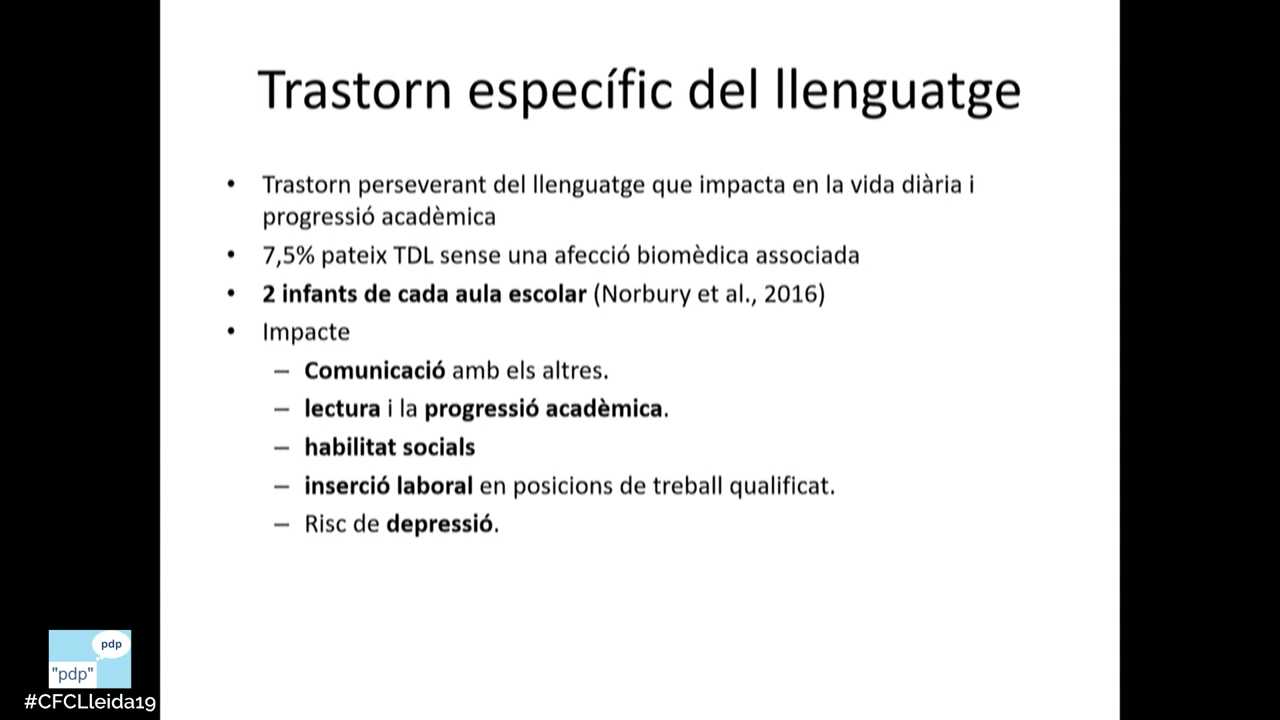 Trastorn específic del llenguatge
• Trastorn perseverant del llenguatge que impacta en la vida diària i
progressió acadèmica
• 7,5% pateix TDL sense una afecció biomèdica associada
• 2 infants de cada aula escolar (Norbury et al., 2016)
• Impacte
– Comunicació amb els altres.
– lectura i la progressió acadèmica.
– habilitat socials
– inserció laboral en posicions de treball qualificat.
– Risc de depressió.
pdp
"pdp"
#CFCLleida19